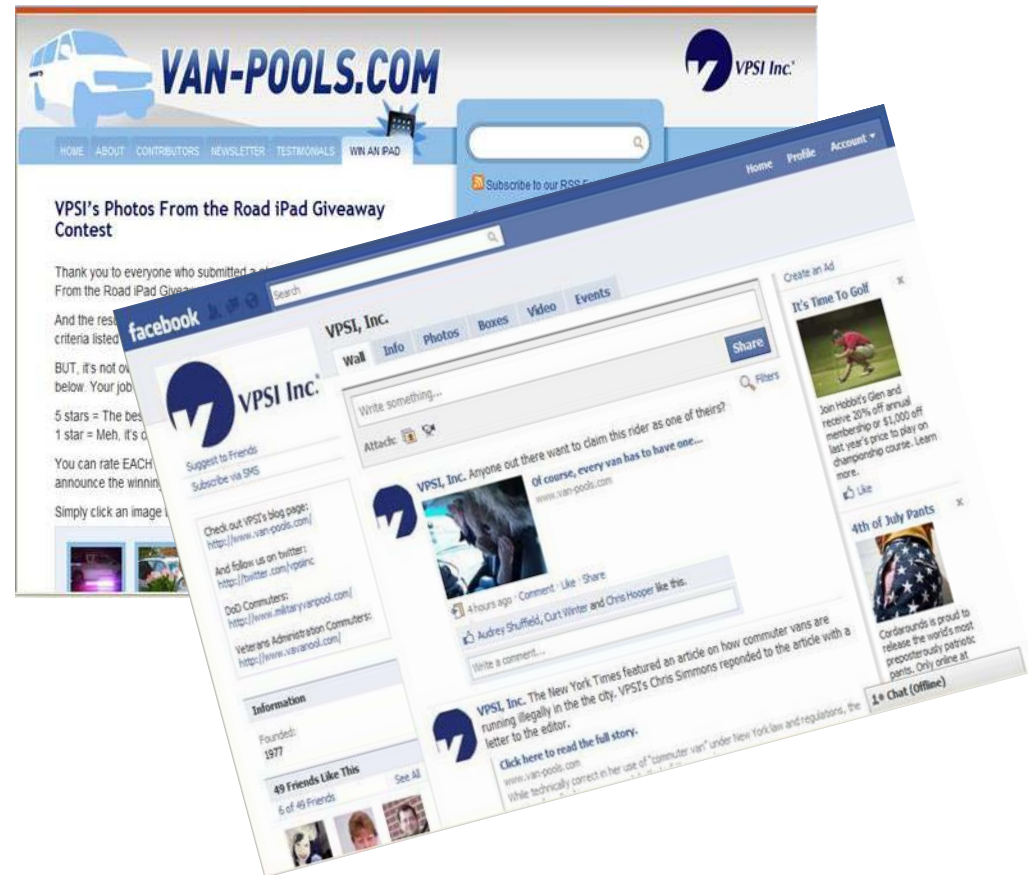 VAN-POOLS.COM
VPSI Inc.
HOME ABOUT CONTRIBUTORS NEWSLETTER TESTIMONIALS WIN AN IPAD
Subscribe to our RSS
VPSI's Photos From the Road iPad Giveaway
Contest
Thank you to everyone who submitted a
From the Road iPad
And the
criteria listed
BUT, it's not
below. Your job
5 stars = The
1 star = Meh, it's
You can rate EACH
announce the winning
Simply click an image
facebook
Search
Home Profile Account
VPSI Inc.
Suggest to Friends
Subscribe via SMS
Check out VPSI's blog page:
http://www.van-pools.com/
And follow us on twitter:
http://twitter.com/vpsiinc
DoD Commuters:
http://www.militaryvanpool.com/
Veterans Administration Commuters:
http://www.vavanpool.com/
Information
Founded:
1977
49 Friends Like This
6 of 49 Friends See All
VPSI, Inc.
Wall Info Photos Boxes Video Events
Write something...
Attach:
Share
Filters
VPSI, Inc. Anyone out there want to claim this rider as one of theirs?
Of course, every van has to have one...
www.van-pools.com
4 hours ago · Comment · Like · Share
Audrey Shuffield, Curt Winter and Chris Hooper like this.
Write a comment...
VPSI, Inc. The New York Times featured an article on how commuter vans are
running illegally in the the city. VPSI's Chris Simmons reponded to the article with a
letter to the editor.
Click here to read the full story.
www.van-pools.com
While technically correct in her use of "commuter van" under New York law and regulations, the
Create an Ad
It's Time To Golf x
Join Hobbit's Glen and
receive 20% off annual
membership or $1,000 off
last year's price to play on
championship course. Learn
more.
Like
4th of July Pants x
Cordarounds is proud to
release the world's most
preposterously patriotic
pants. Only online at
1 Chat (Offline)